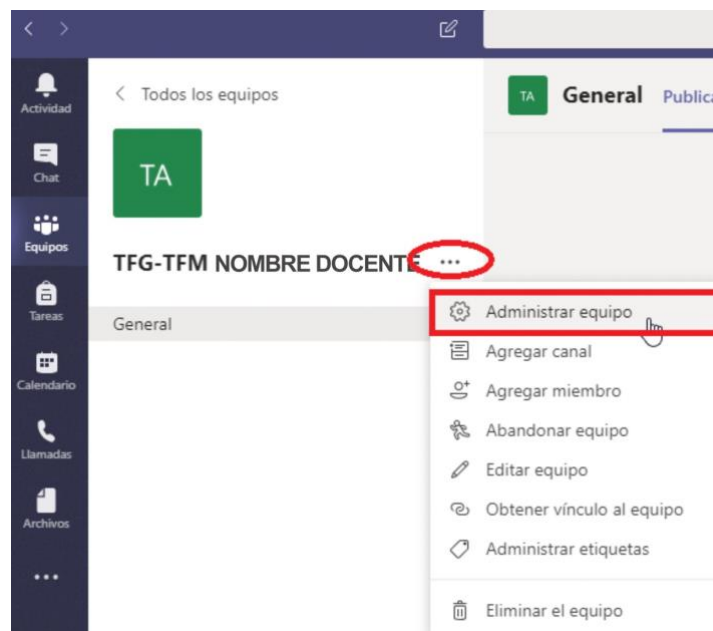 Actividad
Chat
Equipos
Tareas
Calendario
Llamadas
Archivos
Todos los equipos
TA
TFG-TFM NOMBRE DOCENTE
General
TA General Public
Administrar equipo
Agregar canal
Agregar miembro
Abandonar equipo
Editar equipo
Obtener vínculo al equipo
Administrar etiquetas
Eliminar el equipo